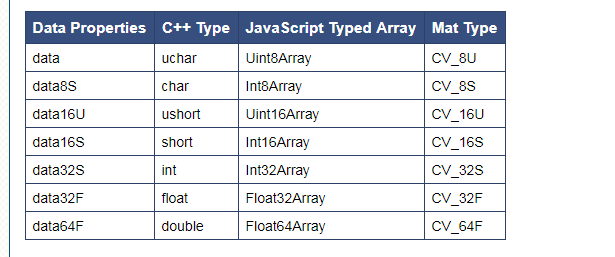 Data Properties C++ Type JavaScript Typed Array Mat Type
data uchar Uint8Array CV_8U
data8S char Int8Array CV_8S
data16U ushort Uint16Array CV_16U
data16S short Int16Array CV_16S
data32S int Int32Array CV_32S
data32F float Float32Array CV_32F
data64F double Float64Array CV_64F